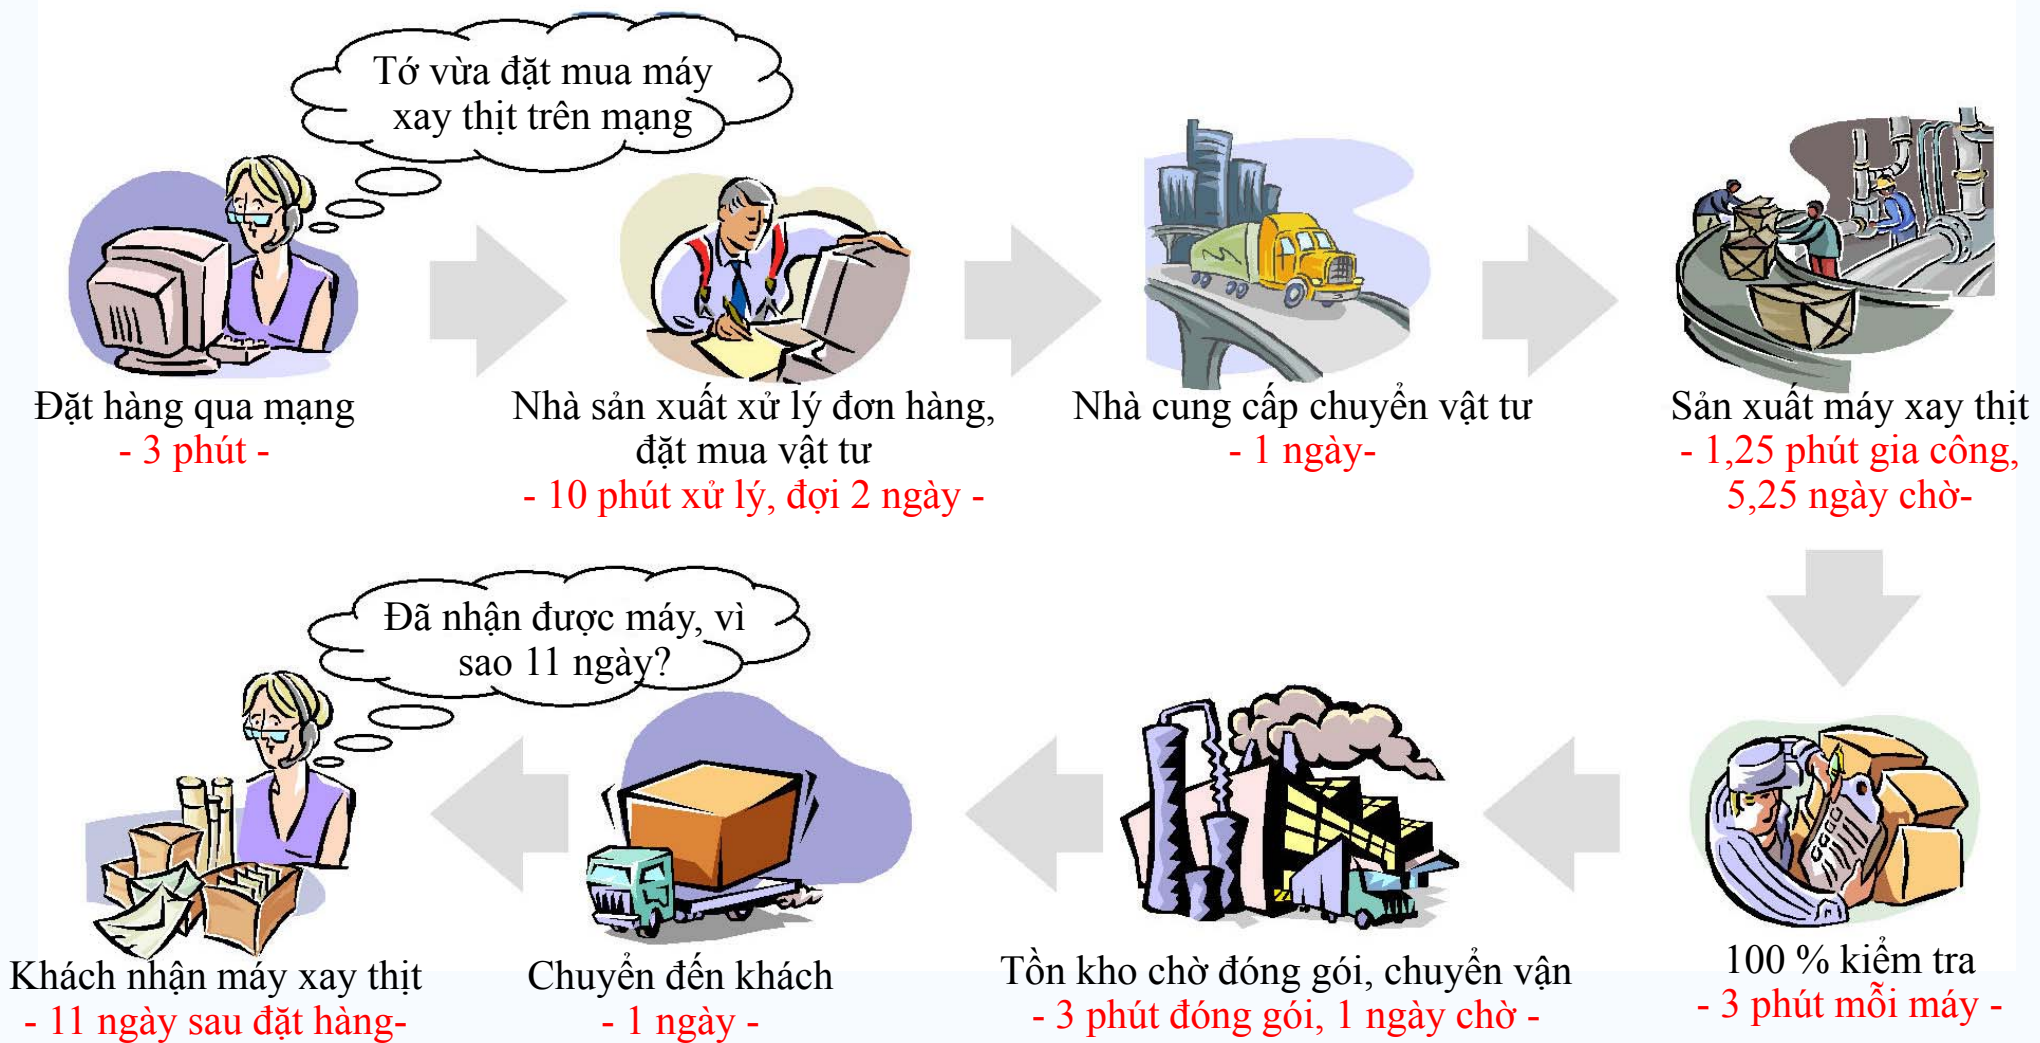 Tớ vừa đặt mua máy
xay thịt trên mạng
Đặt hàng qua mạng
- 3 phút -
Nhà sản xuất xử lý đơn hàng,
đặt mua vật tư
- 10 phút xử lý, đợi 2 ngày -
Nhà cung cấp chuyển vật tư
- 1 ngày-
Sản xuất máy xay thịt
- 1,25 phút gia công,
5,25 ngày chờ-
Đã nhận được máy, vì
sao 11 ngày?
Khách nhận máy xay thịt
- 11 ngày sau đặt hàng-
Chuyển đến khách
- 1 ngày -
Tồn kho chờ đóng gói, chuyển vận
- 3 phút đóng gói, 1 ngày chờ -
100 % kiểm tra
- 3 phút mỗi máy -